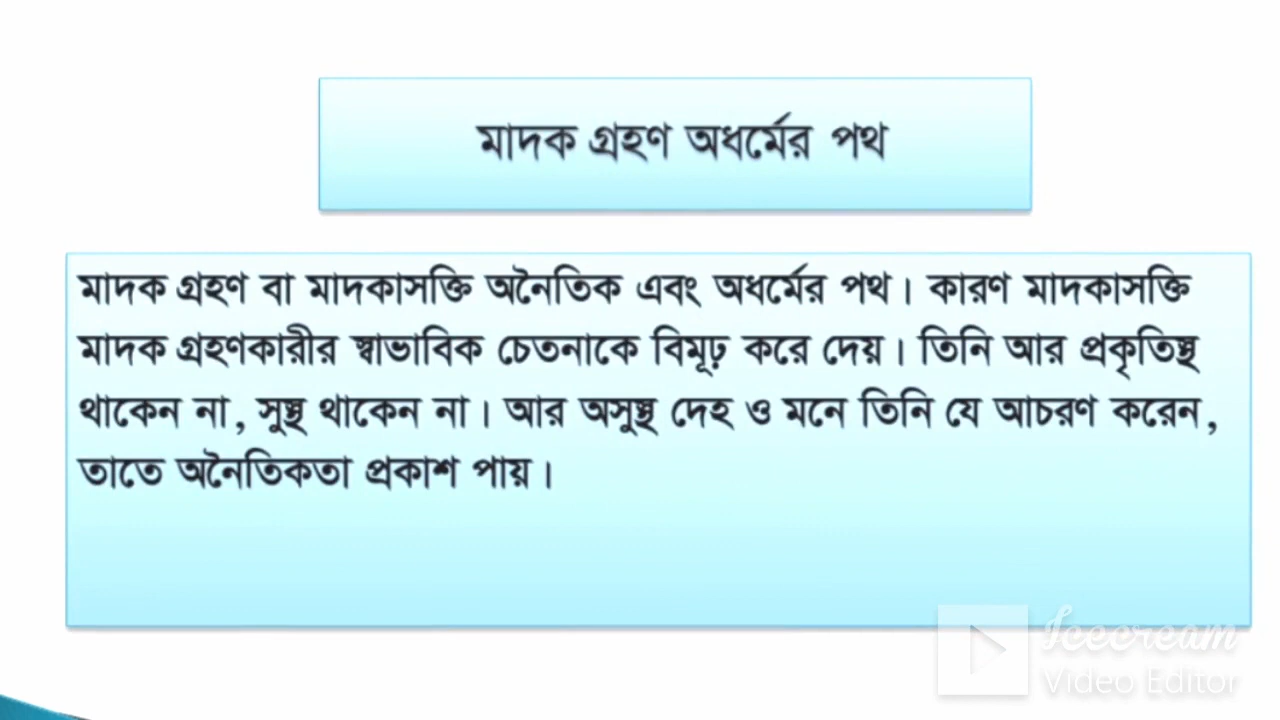 মাদক গ্রহণ অধর্মের পথ
মাদক গ্রহণ বা মাদকাসক্তি অনৈতিক এবং অধর্মের পথ। কারণ মাদকাসক্তি
মাদক গ্রহণকারীর স্বাভাবিক চেতনাকে বিমূঢ় করে দেয়। তিনি আর প্রকৃতিস্থ
থাকেন না, সুস্থ থাকেন না। আর অসুস্থ দেহ ও মনে তিনি যে আচরণ করেন,
তাতে অনৈতিকতা প্রকাশ পায়।
Icecream
Video Editor